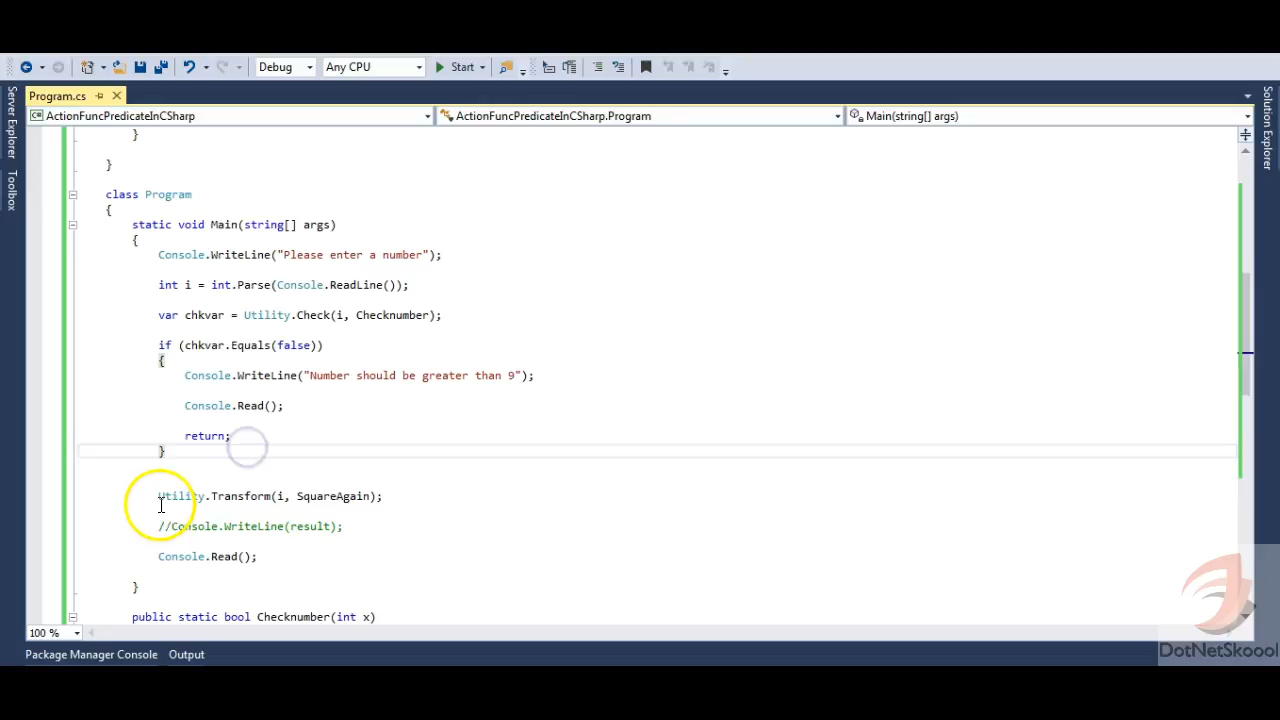 Debug
Any CPU
Start
Server Explorer
Toolbox
Solution Explorer
Program.cs
ActionFuncPredicateInCSharp
ActionFuncPredicateInCSharp.Program
Main(string[] args)
}
}
class Program
{
static void Main(string[] args)
{
Console.WriteLine("Please enter a number");
int i = int.Parse(Console.ReadLine());
var chkvar = Utility.Check(i, Checknumber);
if (chkvar.Equals(false))
{
Console.WriteLine("Number should be greater than 9");
Console.Read();
return;
}
Utility.Transform(i, SquareAgain);
//Console.WriteLine(result);
Console.Read();
}
public static bool Checknumber(int x)
100 %
Package Manager Console
Output
DotNetSkoool